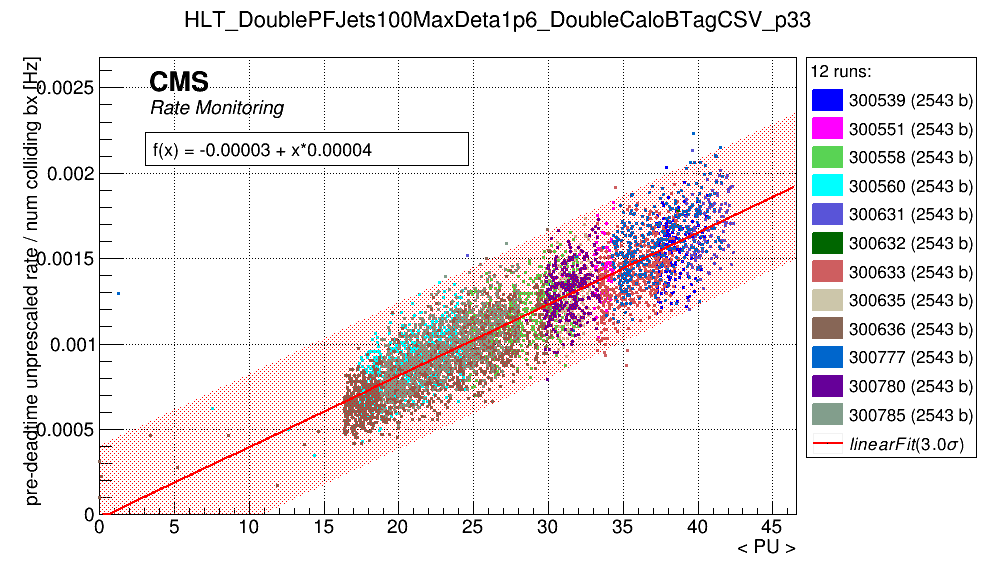 HLT_DoublePFJets100MaxDeta1p6_DoubleCaloBTagCSV_p33
pre-deadtime unprescaled rate / num colliding bx [Hz]
0.0025
0.002
0.0015
0.001
0.0005
0
CMS
Rate Monitoring
f(x) = -0.00003 + x*0.00004
0 5 10 15 20 25 30 35 40 45
< PU >
12 runs:
300539 (2543 b)
300551 (2543 b)
300558 (2543 b)
300560 (2543 b)
300631 (2543 b)
300632 (2543 b)
300633 (2543 b)
300635 (2543 b)
300636 (2543 b)
300777 (2543 b)
300780 (2543 b)
300785 (2543 b)
linearFit(3.0σ)